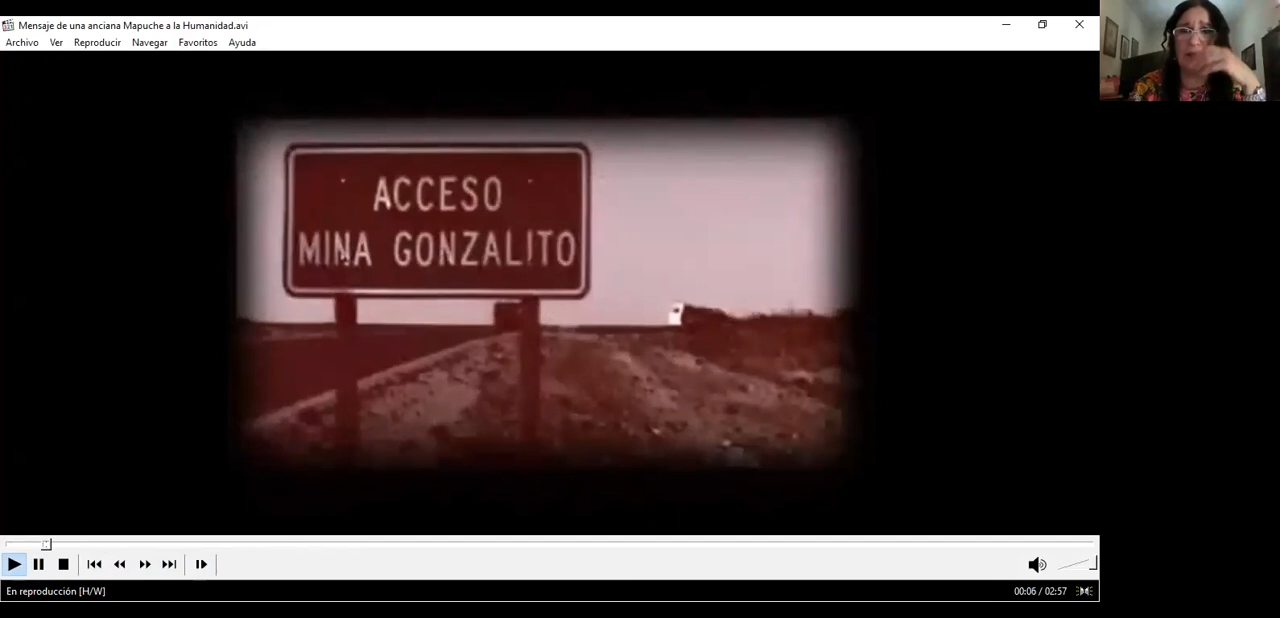 Mensaje de una anciana Mapuche a la Humanidad.avi
Archivo Ver Reproducir Navegar Favoritos Ayuda
ACCESO
MINA GONZALITO
En reproducción [H/W]
00:06 / 02:57